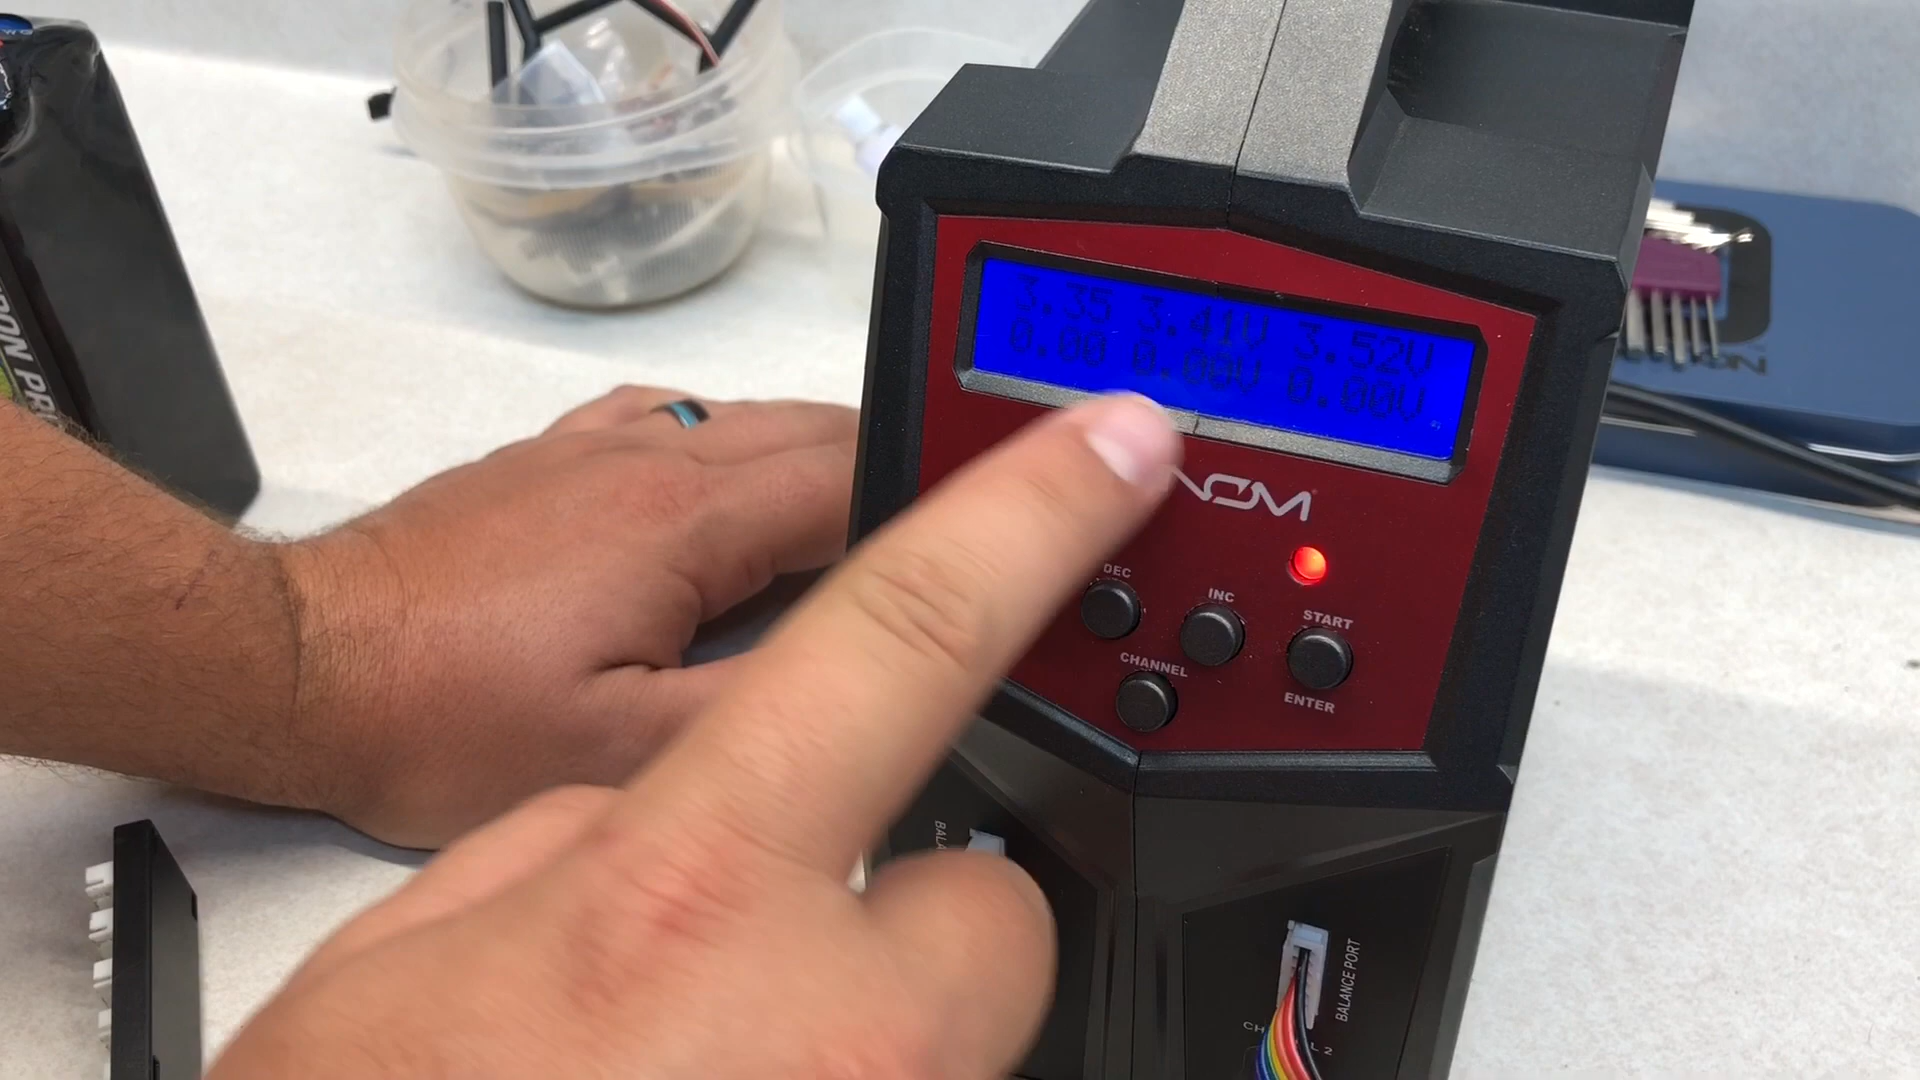 3.35 3.41V 3.52V
0.00 0.00V 0.00V
NOM
DEC
INC
START
CHANNEL
ENTER
BALANCE PORT